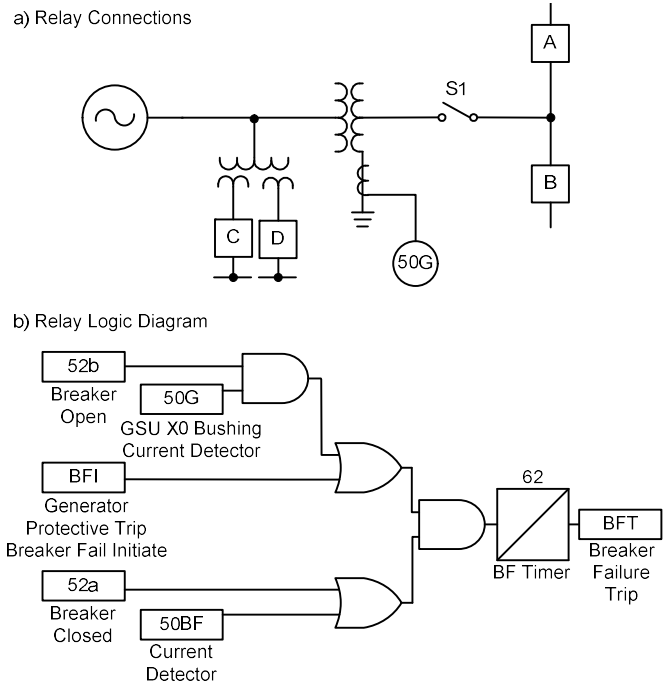 a) Relay Connections
A
S1
B
C
D
50G
b) Relay Logic Diagram
52b
Breaker
Open
50G
GSU X0 Bushing
Current Detector
BFI
Generator
Protective Trip
Breaker Fail Initiate
52a
Breaker
Closed
50BF
Current
Detector
62
BF Timer
BFT
Breaker
Failure
Trip